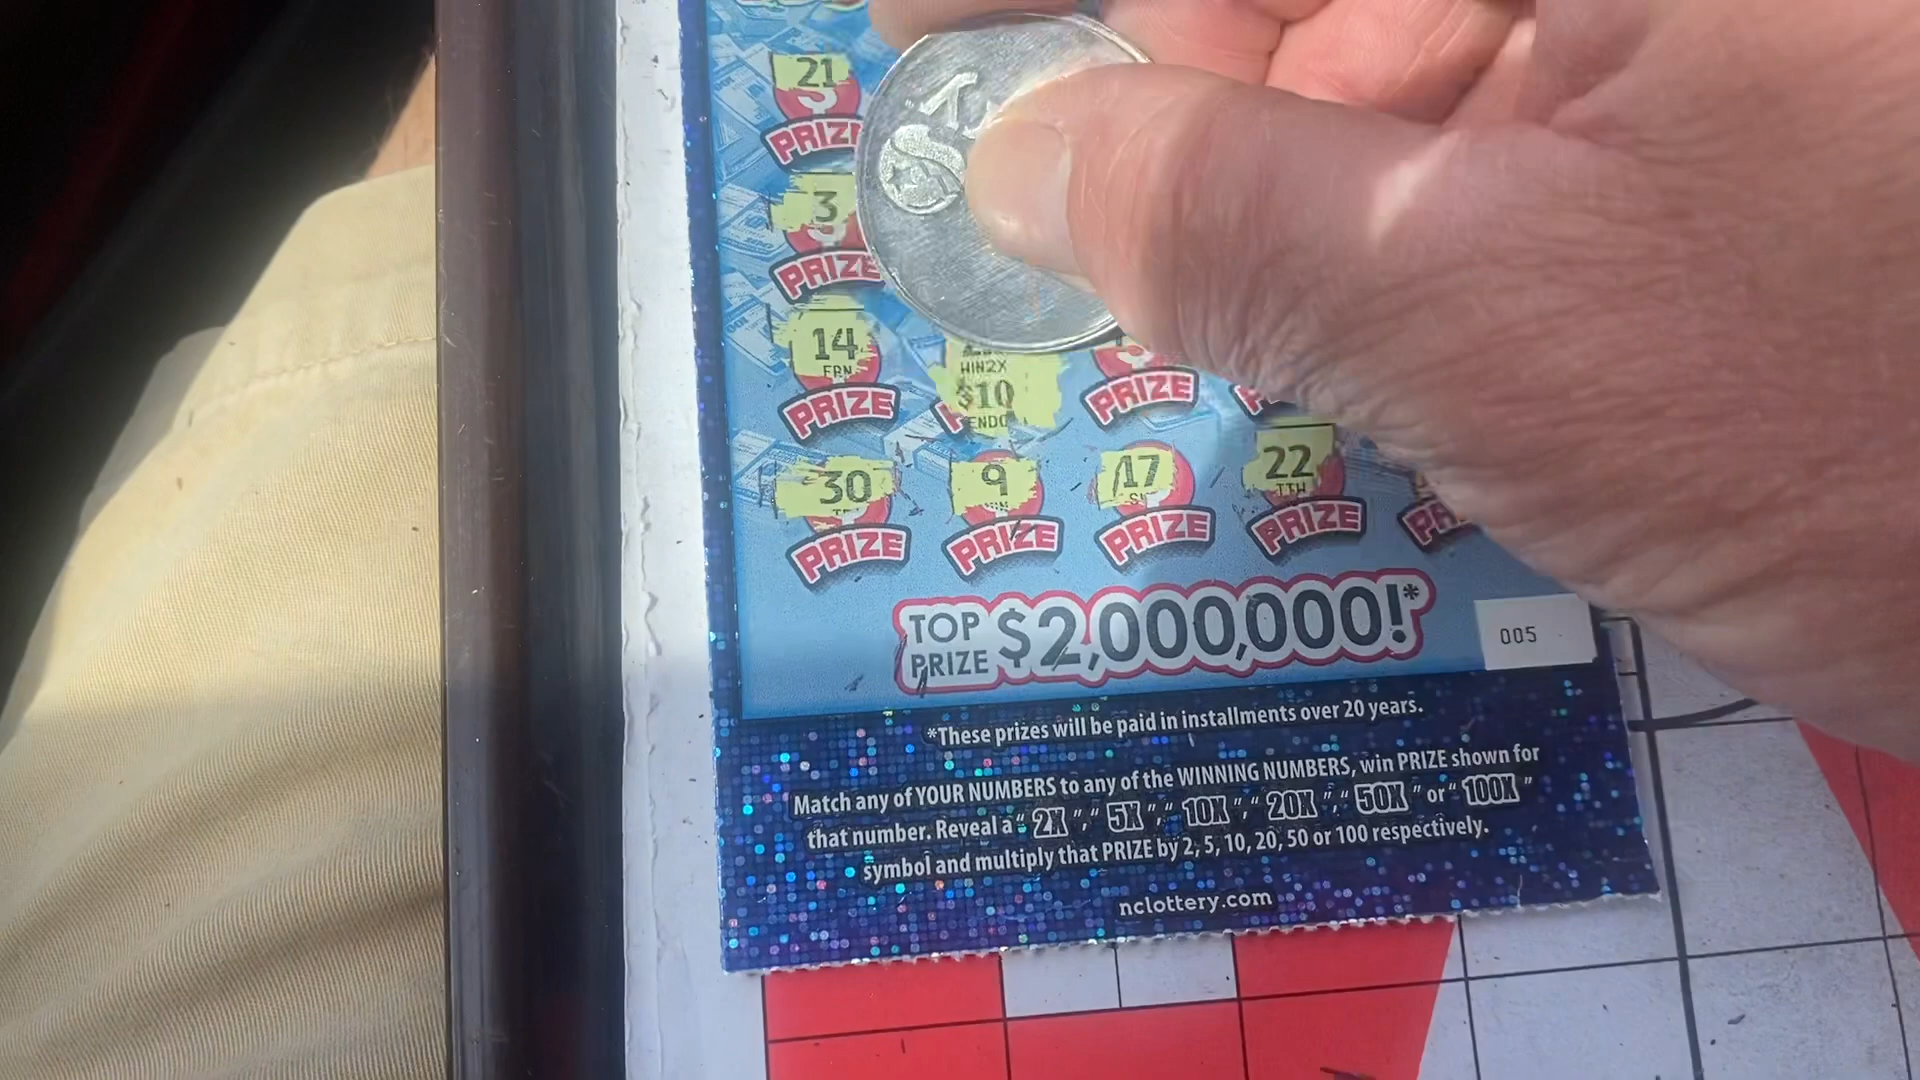 21
PRIZE
3
PRIZE
14
PRIZE
WIN2X
$10
PRIZE
30
PRIZE
9
PRIZE
17
PRIZE
22
TTH
PRIZE
TOP PRIZE $2,000,000!*
005
*These prizes will be paid in installments over 20 years.
Match any of YOUR NUMBERS to any of the WINNING NUMBERS, win PRIZE shown for
that number. Reveal a "2X", "5X", "10X", "20X", "50X" or "100X"
symbol and multiply that PRIZE by 2, 5, 10, 20, 50 or 100 respectively.
nclottery.com